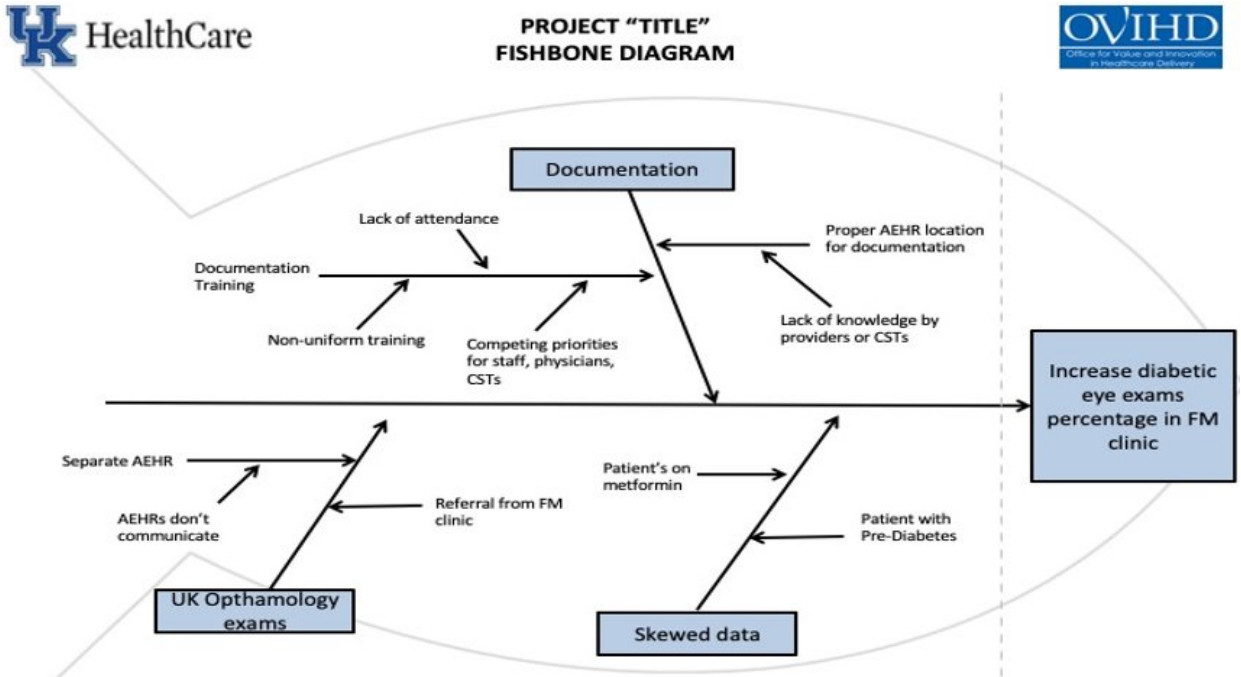 UK HealthCare
PROJECT “TITLE”
FISHBONE DIAGRAM
OVIHD
Office for Value and Innovation
in Healthcare Delivery
Documentation
Lack of attendance
Proper AEHR location
for documentation
Documentation
Training
Non-uniform training
Competing priorities
for staff, physicians,
CSTs
Lack of knowledge by
providers or CSTs
Increase diabetic
eye exams
percentage in FM
clinic
Separate AEHR
AEHRs don’t
communicate
Referral from FM
clinic
Patient’s on
metformin
Patient with
Pre-Diabetes
UK Opthamology
exams
Skewed data